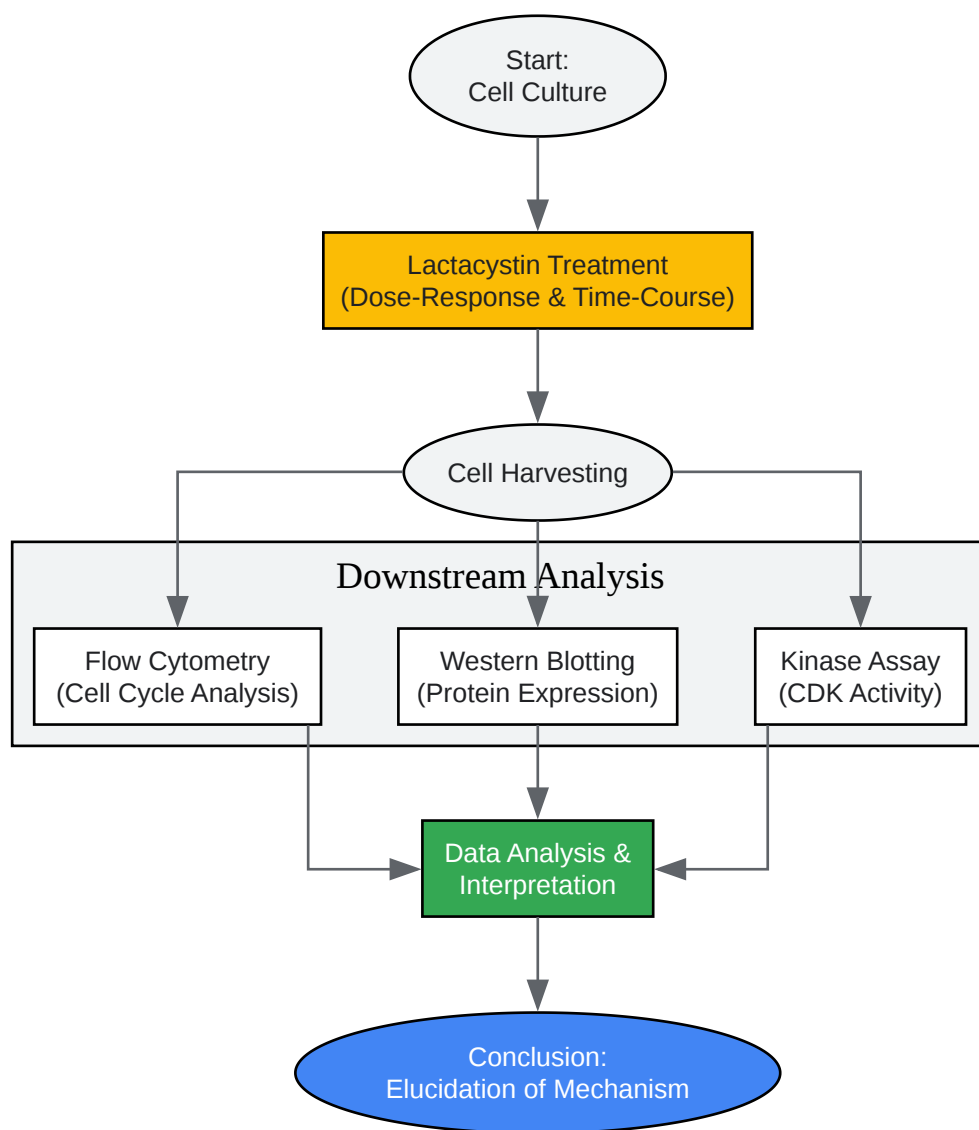 Start:
Cell Culture
Lactacystin Treatment
(Dose-Response & Time-Course)
Cell Harvesting
Downstream Analysis
Flow Cytometry
(Cell Cycle Analysis)
Western Blotting
(Protein Expression)
Kinase Assay
(CDK Activity)
Data Analysis &
Interpretation
Conclusion:
Elucidation of Mechanism